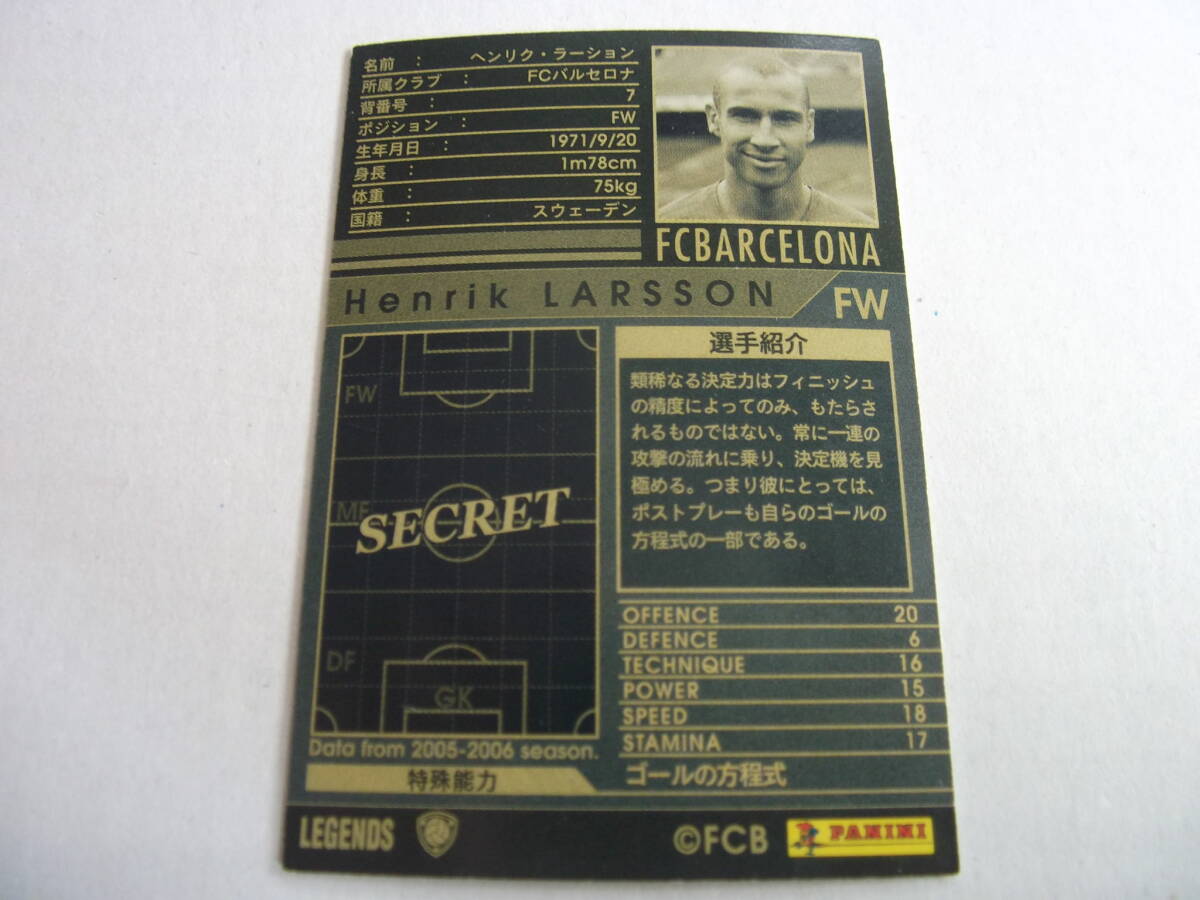 名前 : ヘンリク・ラーション
所属クラブ : FCバルセロナ
背番号 : 7
ポジション : FW
生年月日 : 1971/9/20
身長 : 1m78cm
体重 : 75kg
国籍 : スウェーデン
FCBARCELONA
Henrik LARSSON FW
FW
MF
SECRET
DF
GK
Data from 2005-2006 season.
選手紹介
類稀なる決定力はフィニッシュ
の精度によってのみ、もたらさ
れるものではない。常に一連の
攻撃の流れに乗り、決定機を見
極める。つまり彼にとっては、
ポストプレーも自らのゴールの
方程式の一部である。
OFFENCE 20
DEFENCE 6
TECHNIQUE 16
POWER 15
SPEED 18
STAMINA 17
特殊能力 ゴールの方程式
LEGENDS ©FCB PANINI